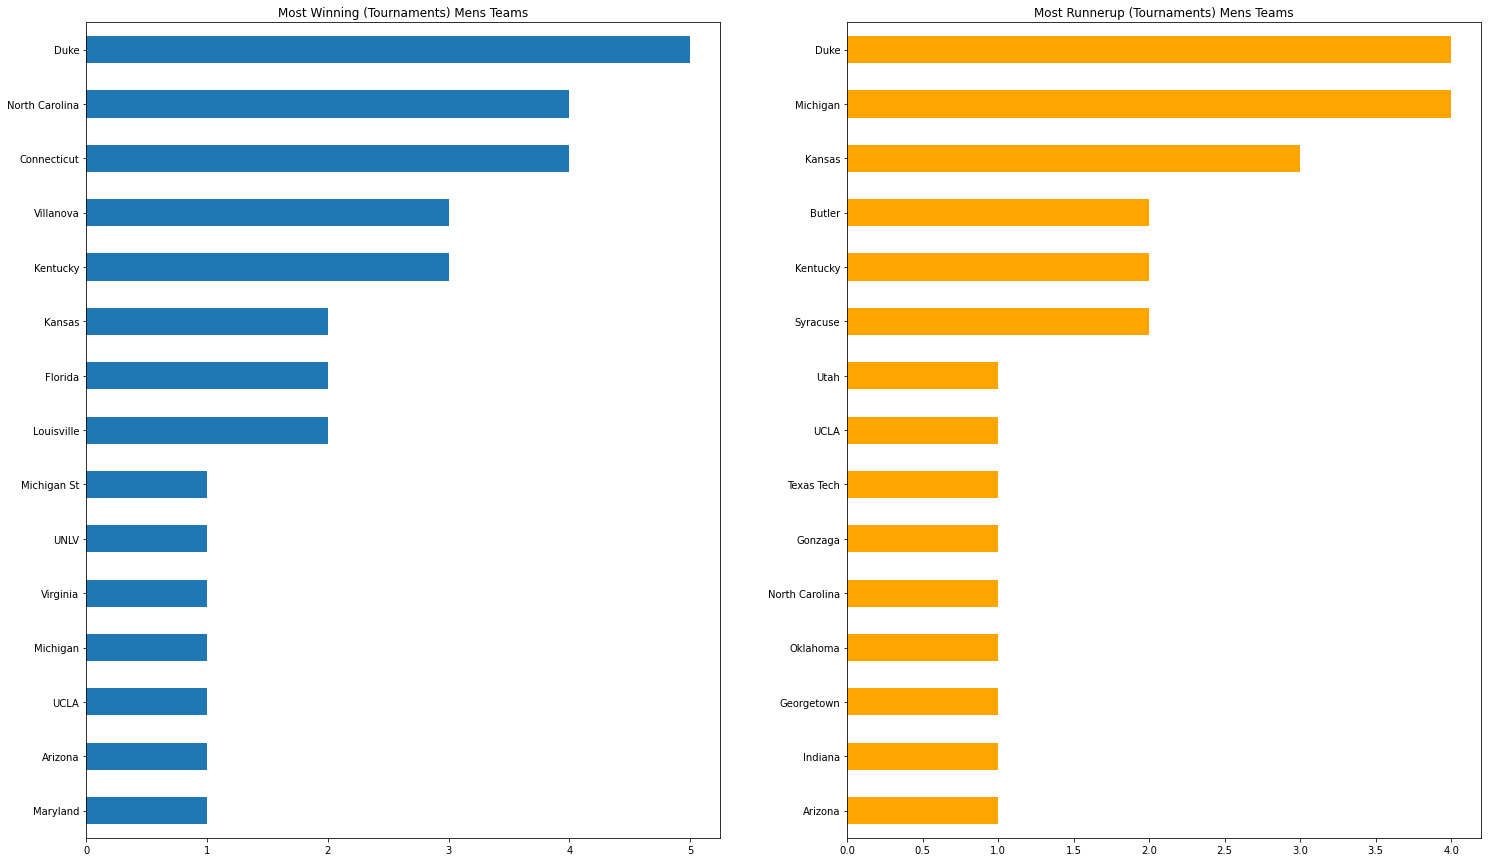 Most Winning (Tournaments) Mens Teams
Duke
North Carolina
Connecticut
Villanova
Kentucky
Kansas
Florida
Louisville
Michigan St
UNLV
Virginia
Michigan
UCLA
Arizona
Maryland
0 1 2 3 4 5
Most Runnerup (Tournaments) Mens Teams
Duke
Michigan
Kansas
Butler
Kentucky
Syracuse
Utah
UCLA
Texas Tech
Gonzaga
North Carolina
Oklahoma
Georgetown
Indiana
Arizona
0.0 0.5 1.0 1.5 2.0 2.5 3.0 3.5 4.0